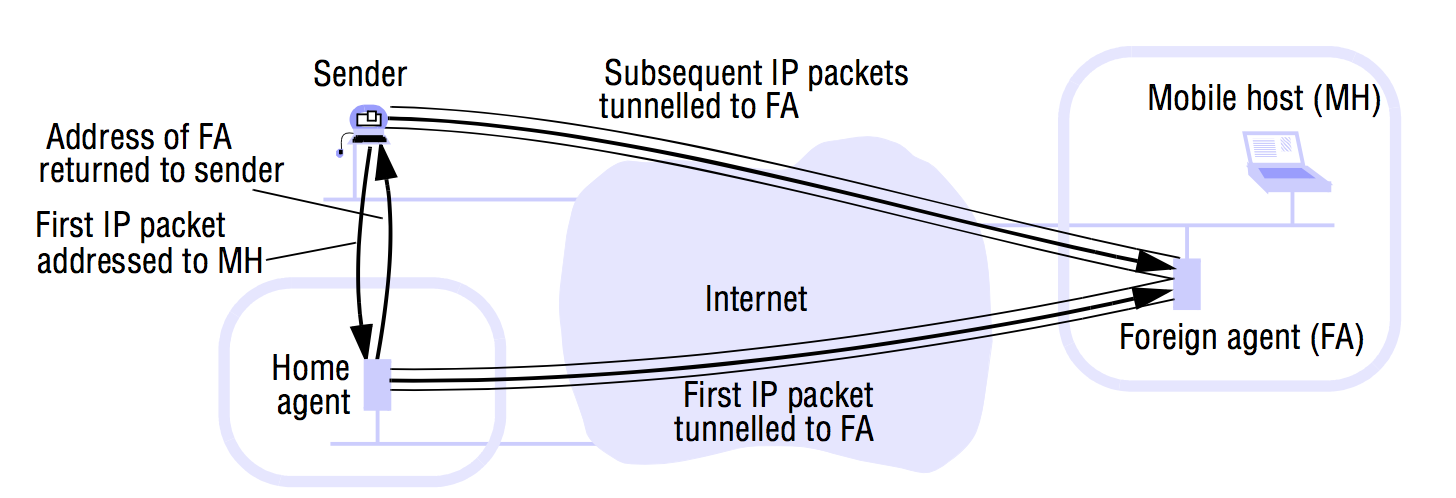 Sender
Subsequent IP packets
tunnelled to FA
Mobile host (MH)
Address of FA
returned to sender
First IP packet
addressed to MH
Internet
Foreign agent (FA)
Home
agent
First IP packet
tunnelled to FA